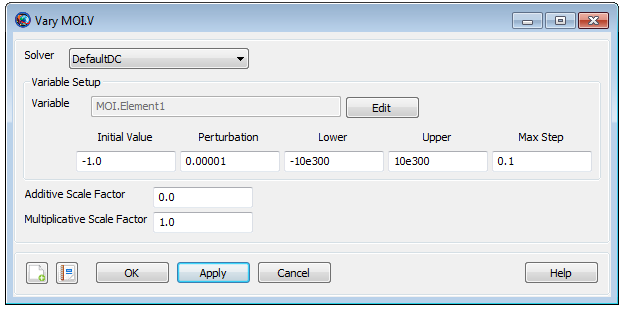 Vary MOI.V
Solver DefaultDC
Variable Setup
Variable MOI.Element1 Edit
Initial Value Perturbation Lower Upper Max Step
-1.0 0.00001 -10e300 10e300 0.1
Additive Scale Factor 0.0
Multiplicative Scale Factor 1.0
OK Apply Cancel Help